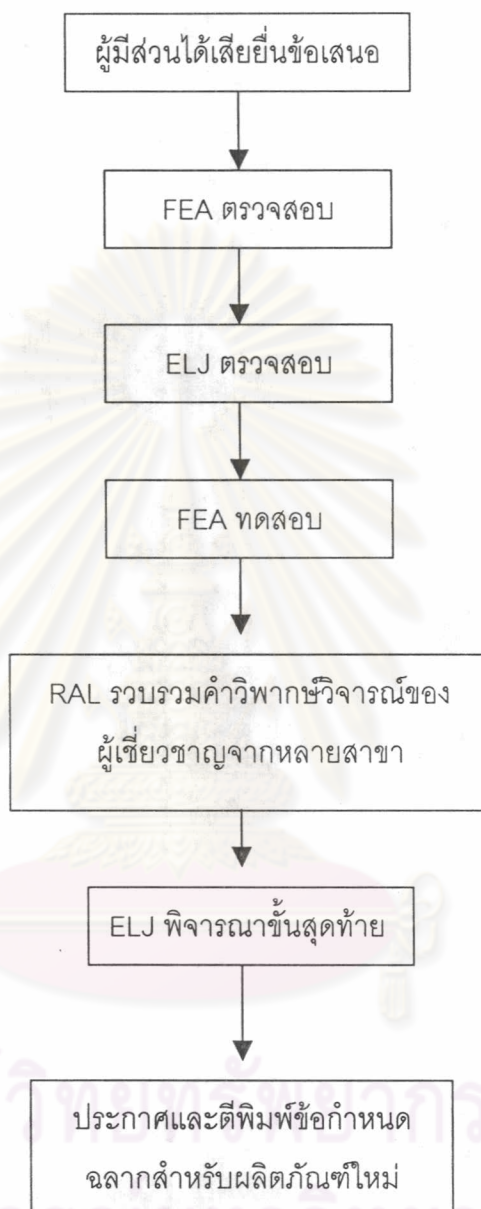 ผู้มีส่วนได้เสียยื่นข้อเสนอ
FEA ตรวจสอบ
ELJ ตรวจสอบ
FEA ทดสอบ
RAL รวบรวมคำวิพากษ์วิจารณ์ของ
ผู้เชี่ยวชาญจากหลายสาขา
ELJ พิจารณาขั้นสุดท้าย
ประกาศและตีพิมพ์ข้อกำหนด
ฉลากสำหรับผลิตภัณฑ์ใหม่